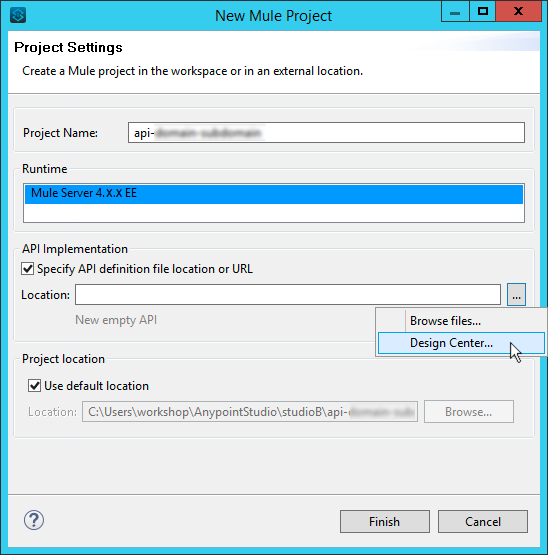 New Mule Project
Project Settings
Create a Mule project in the workspace or in an external location.
Project Name: api-
Runtime
Mule Server 4.X.X EE
API Implementation
Specify API definition file location or URL
Location: ...
New empty API
Browse files...
Design Center...
Project location
Use default location
Location: C:\Users\workshop\AnypointStudio\studioB\api- Browse...
? Finish Cancel